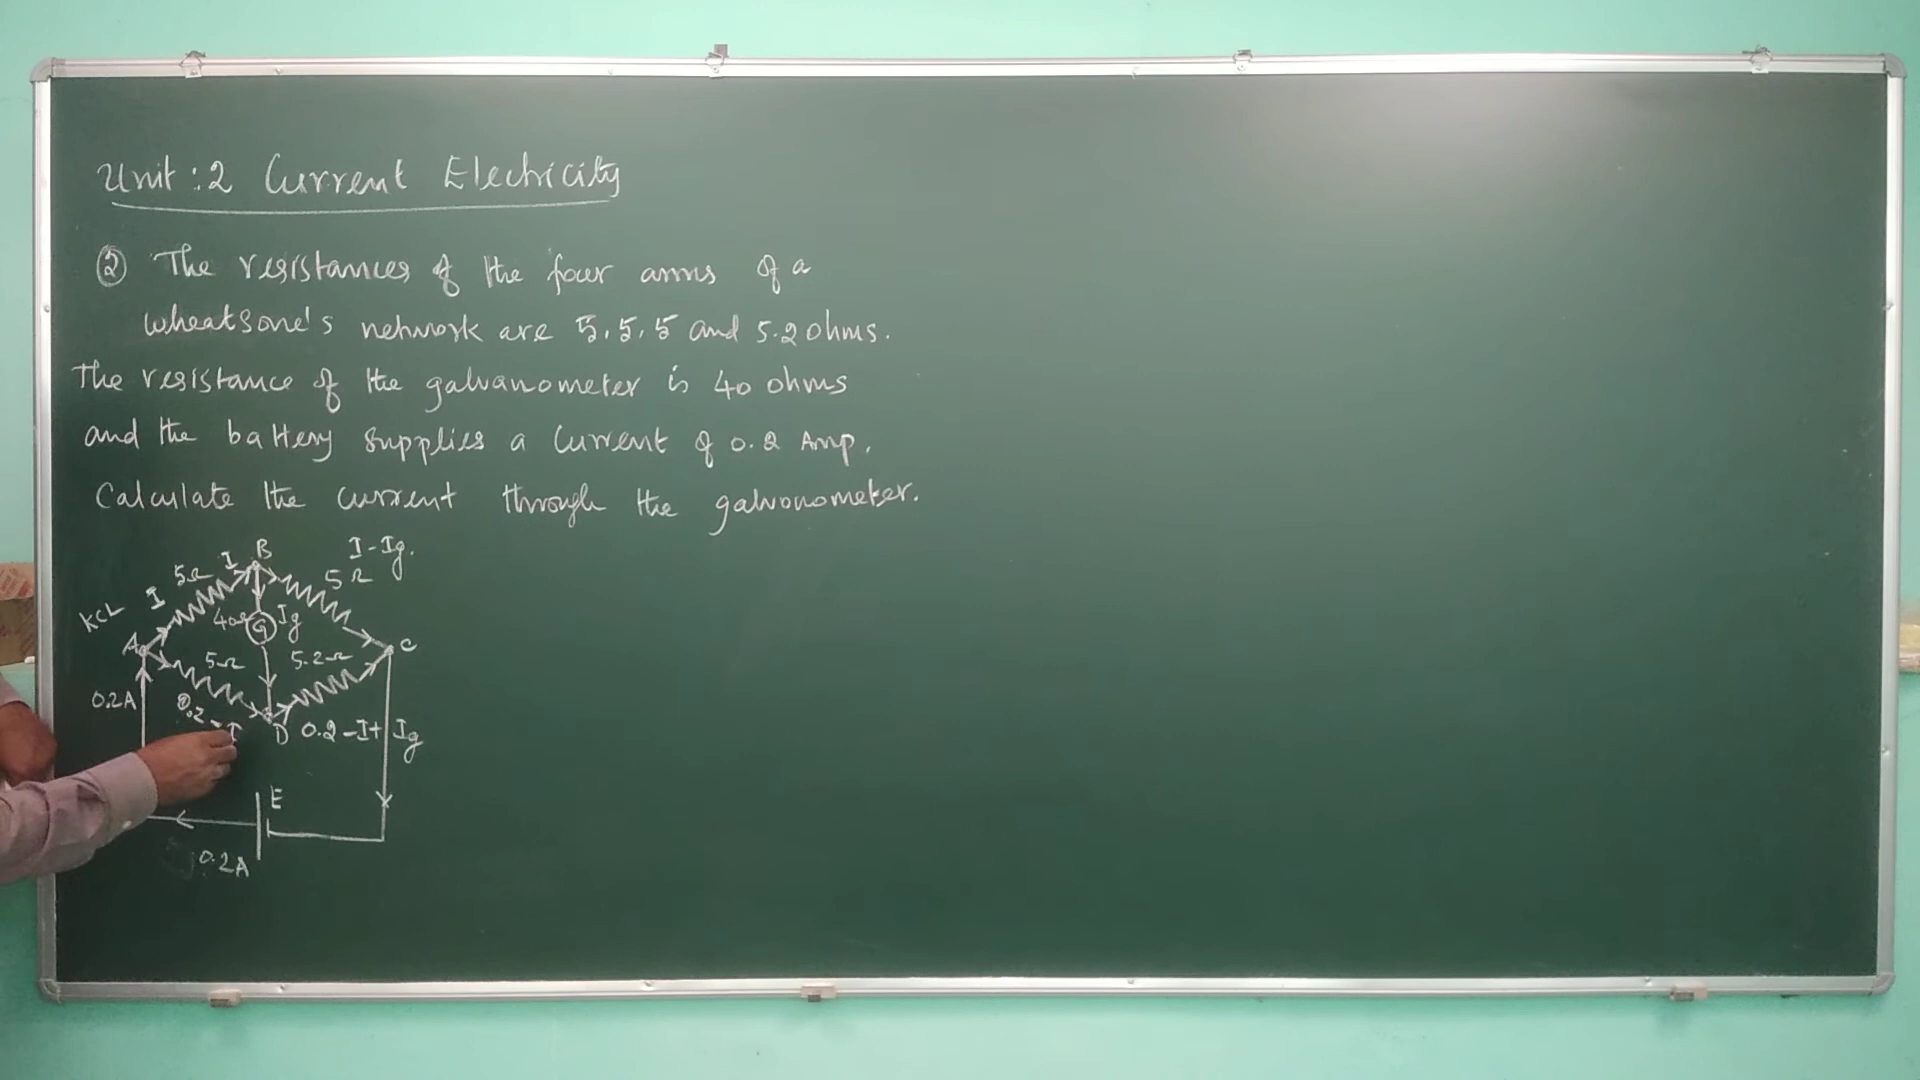 Unit : 2 Current Electricity
② The resistances of the four arms of a
wheatsone's network are 5, 5, 5 and 5.2 ohms.
The resistance of the galvanometer is 40 ohms
and the battery supplies a current of 0.2 Amp.
Calculate the current through the galvonometer.
B
I - Ig.
5Ω I
5Ω
KCL I
40Ω G Ig
A
C
5Ω
5.2Ω
0.2A
0.2 - I
D
0.2 - I + Ig
E
0.2A